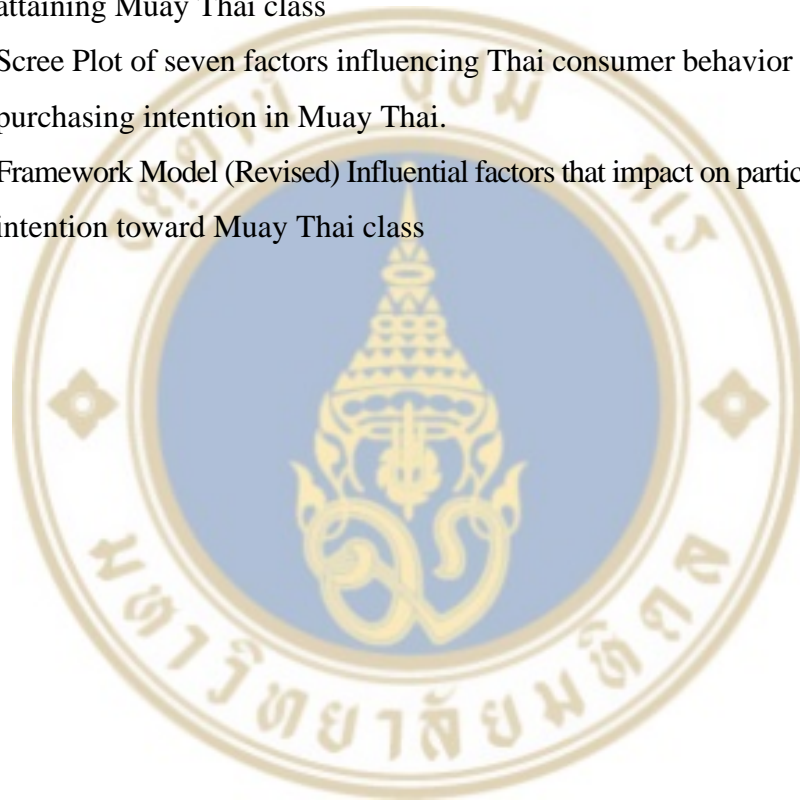 attaining Muay Thai class
Scree Plot of seven factors influencing Thai consumer behavior
purchasing intention in Muay Thai.
Framework Model (Revised) Influential factors that impact on partic
intention toward Muay Thai class
มหาวิทยาลัยมหิดล